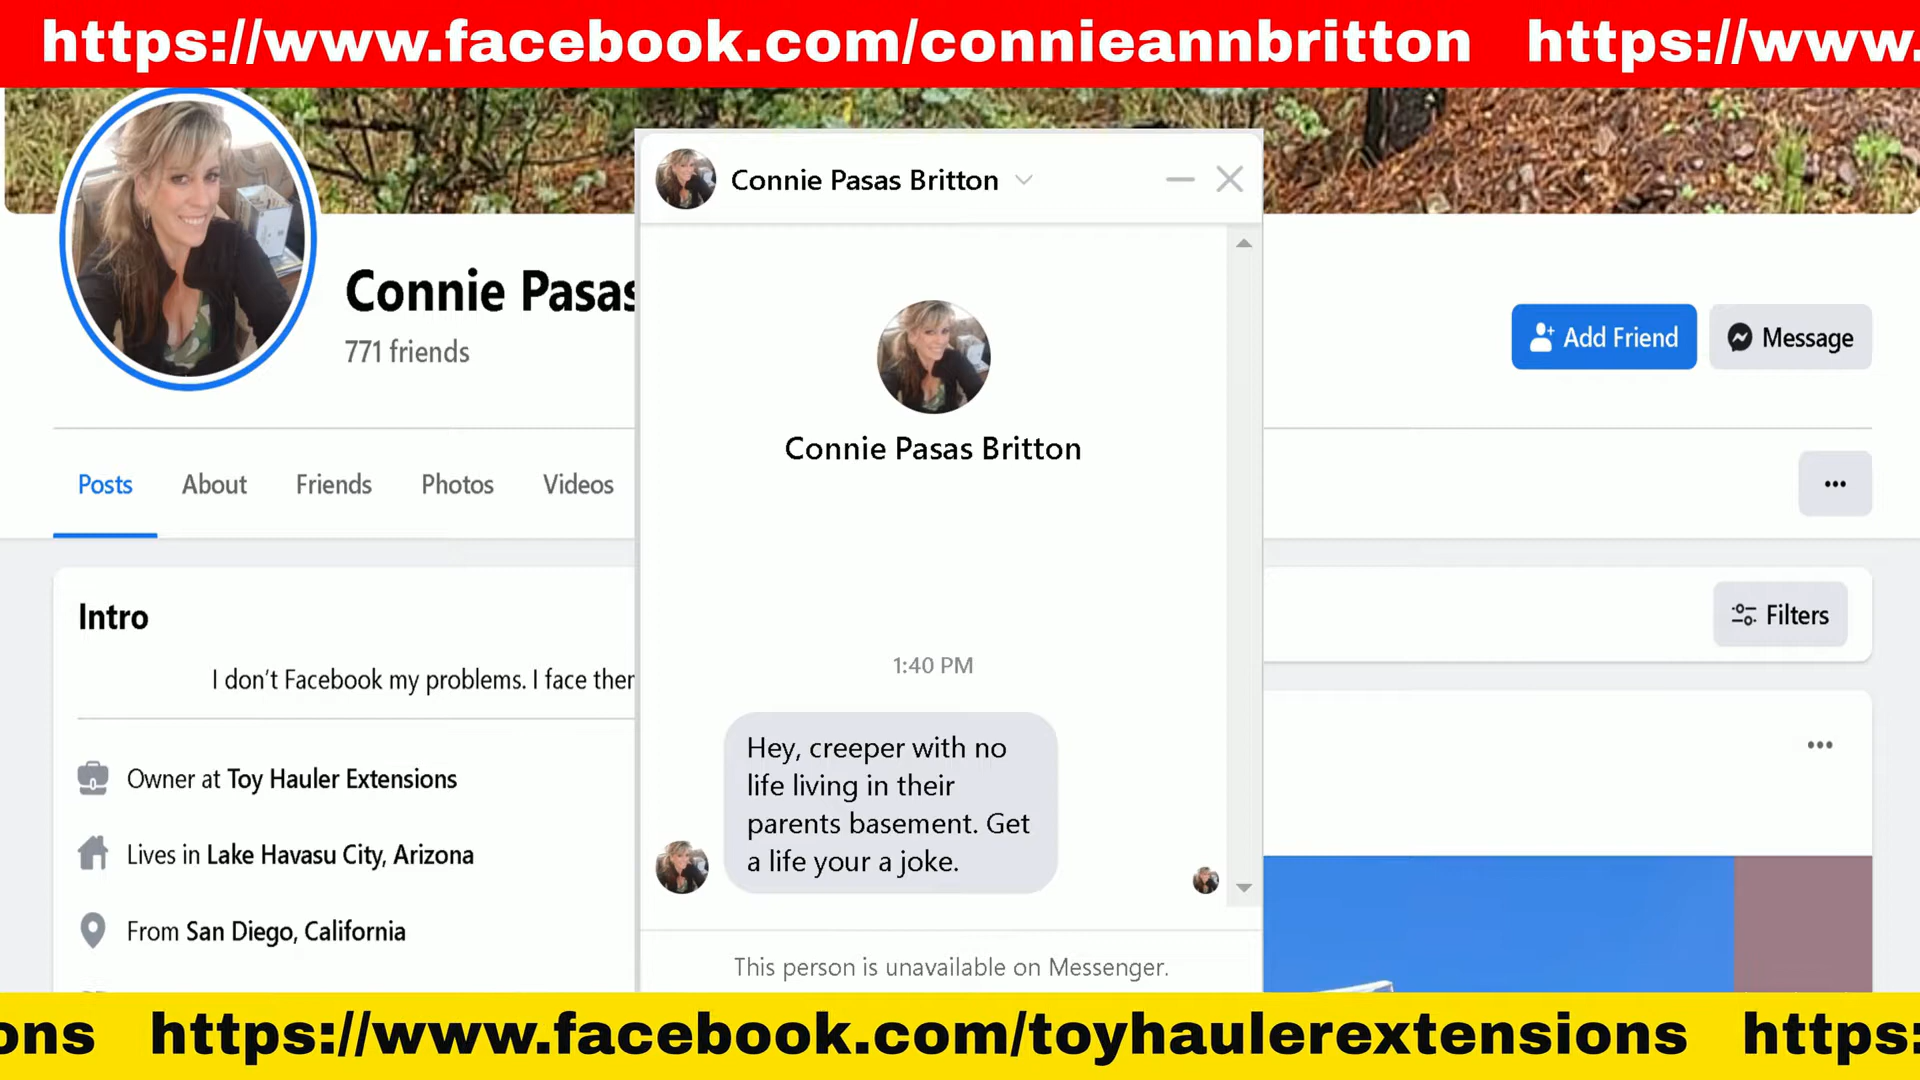 https://www.facebook.com/connieannbritton https://www.
Connie Pasas Britton
Connie Pasas
771 friends
Add Friend
Message
Connie Pasas Britton
Posts About Friends Photos Videos
Intro
Filters
I don't Facebook my problems. I face
1:40 PM
Hey, creeper with no
life living in their
parents basement. Get
a life your a joke.
Owner at Toy Hauler Extensions
Lives in Lake Havasu City, Arizona
From San Diego, California
This person is unavailable on Messenger.
ons https://www.facebook.com/toyhaulerextensions https: